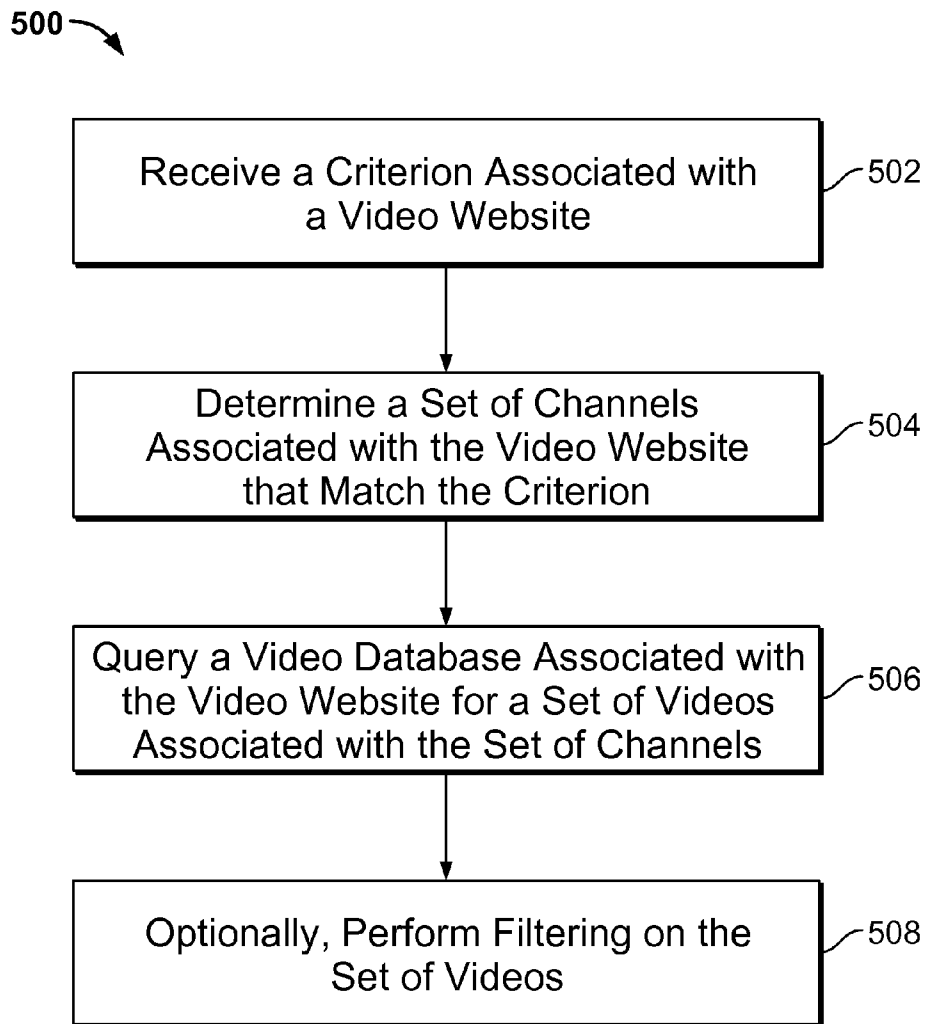 500
Receive a Criterion Associated with
a Video Website
502
Determine a Set of Channels
Associated with the Video Website
that Match the Criterion
504
Query a Video Database Associated with
the Video Website for a Set of Videos
Associated with the Set of Channels
506
Optionally, Perform Filtering on the
Set of Videos
508